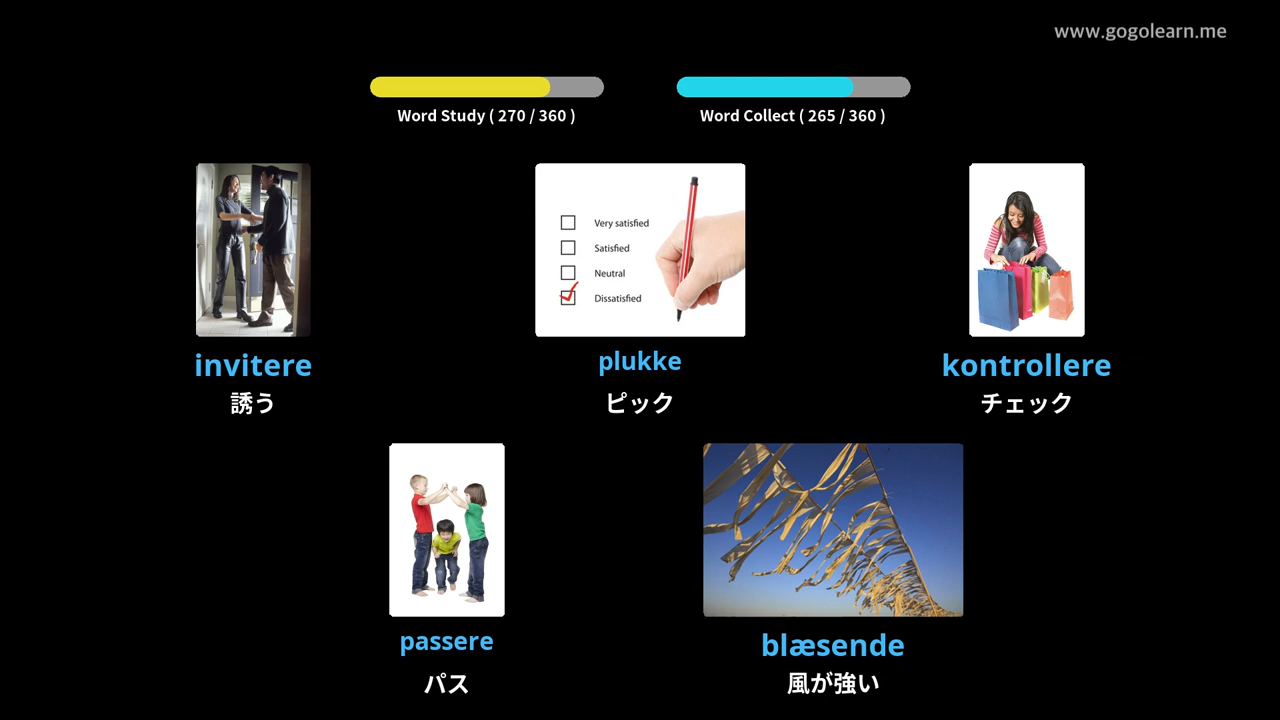 www.gogolearn.me
Word Study ( 270 / 360 )
Word Collect ( 265 / 360 )
Very satisfied
Satisfied
Neutral
Dissatisfied
invitere
plukke
kontrollere
誘う
ピック
チェック
passere
blæsende
パス
風が強い